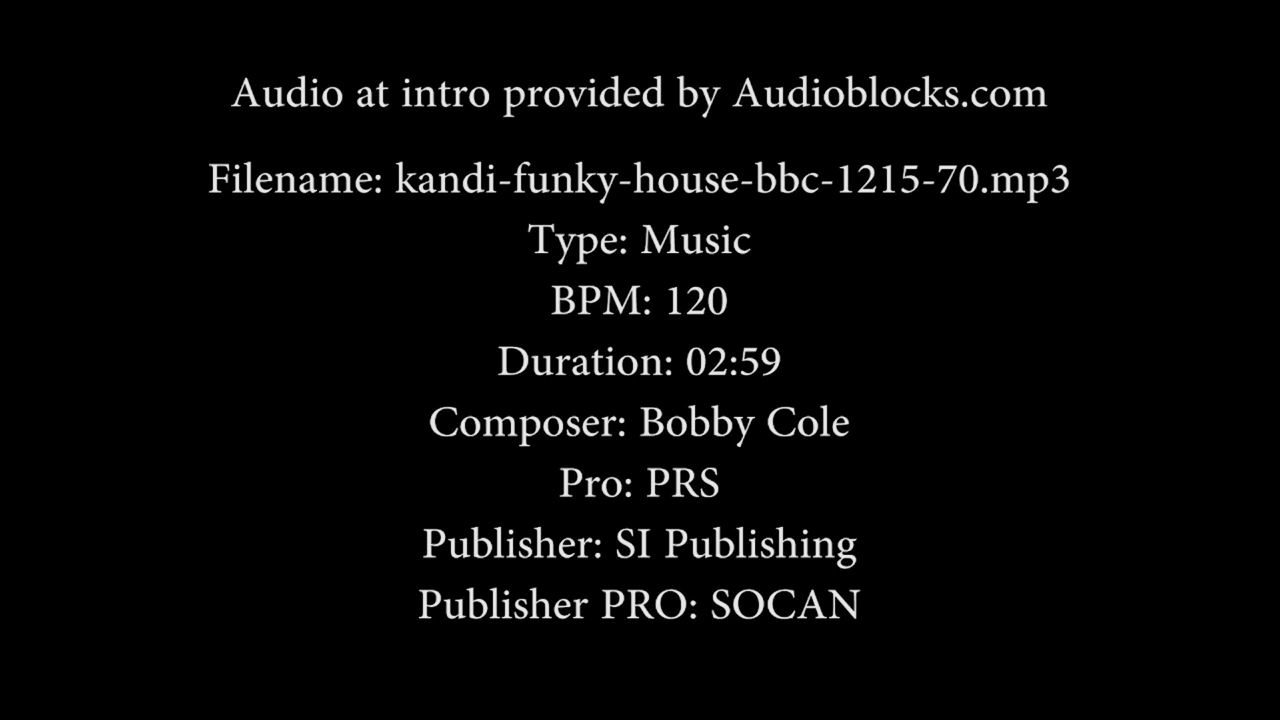 Audio at intro provided by Audioblocks.com
Filename: kandi-funky-house-bbc-1215-70.mp3
Type: Music
BPM: 120
Duration: 02:59
Composer: Bobby Cole
Pro: PRS
Publisher: SI Publishing
Publisher PRO: SOCAN